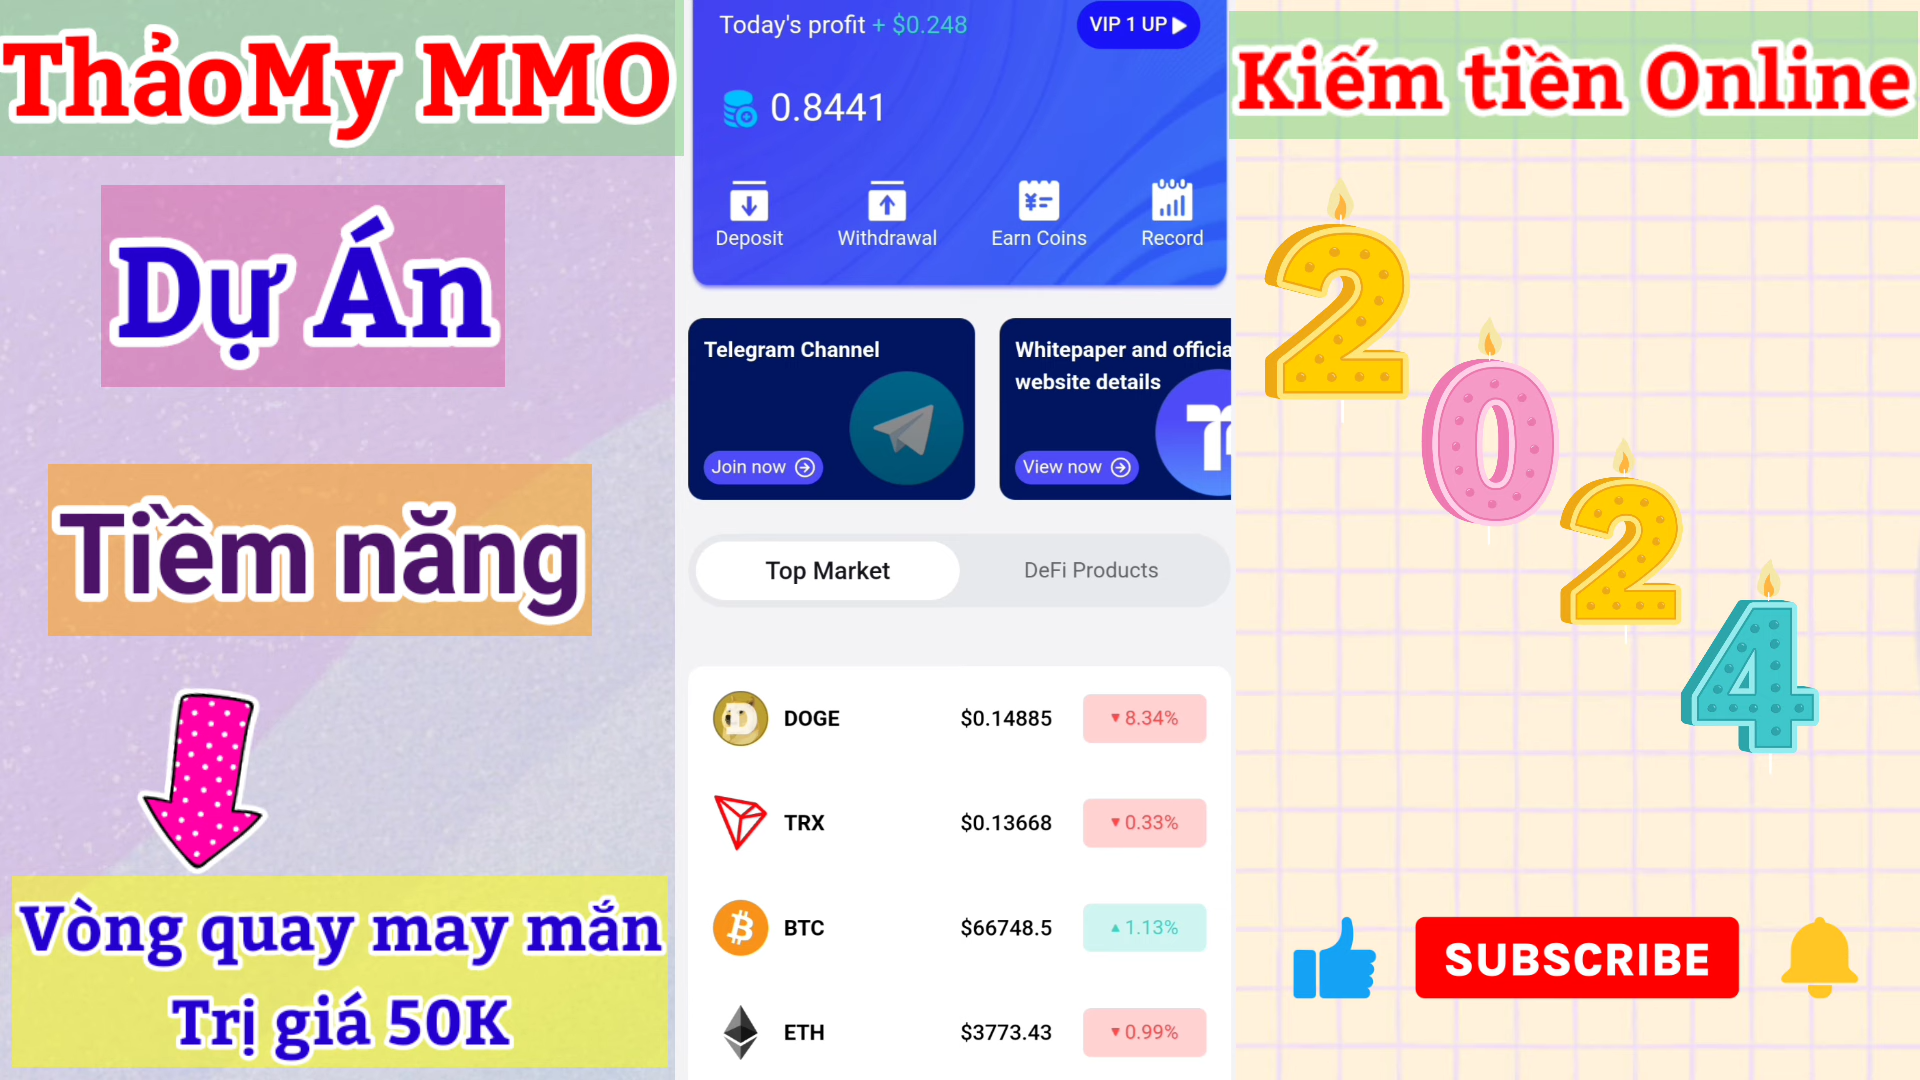 ThảoMy MMO
Dự Án
Tiềm năng
Vòng quay may mắn
Trị giá 50K
Today's profit + $0.248
VIP 1 UP
0.8441
Deposit
Withdrawal
Earn Coins
Record
Telegram Channel
Join now
Whitepaper and officia
website details
View now
Top Market
DeFi Products
DOGE $0.14885 ▼8.34%
TRX $0.13668 ▼0.33%
BTC $66748.5 ▲1.13%
ETH $3773.43 ▼0.99%
Kiếm tiền Online
2024
SUBSCRIBE